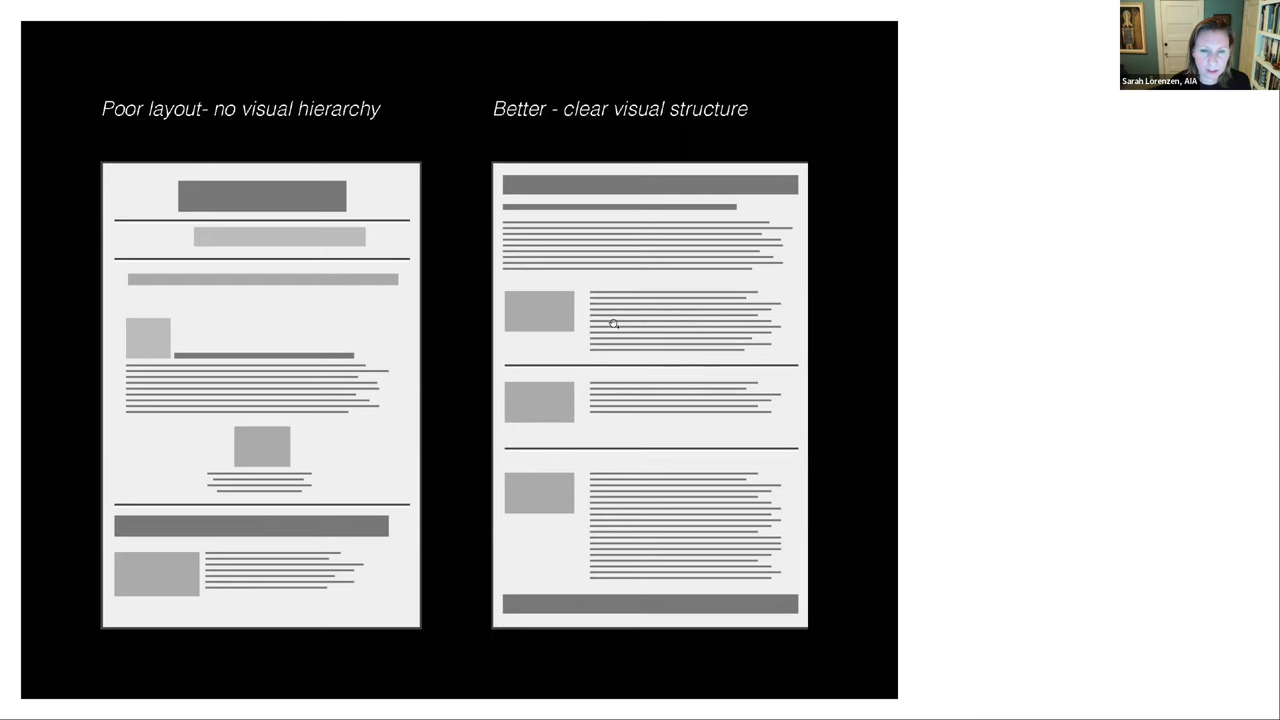 Sarah Lorenzen, AIA
Poor layout- no visual hierarchy
Better - clear visual structure